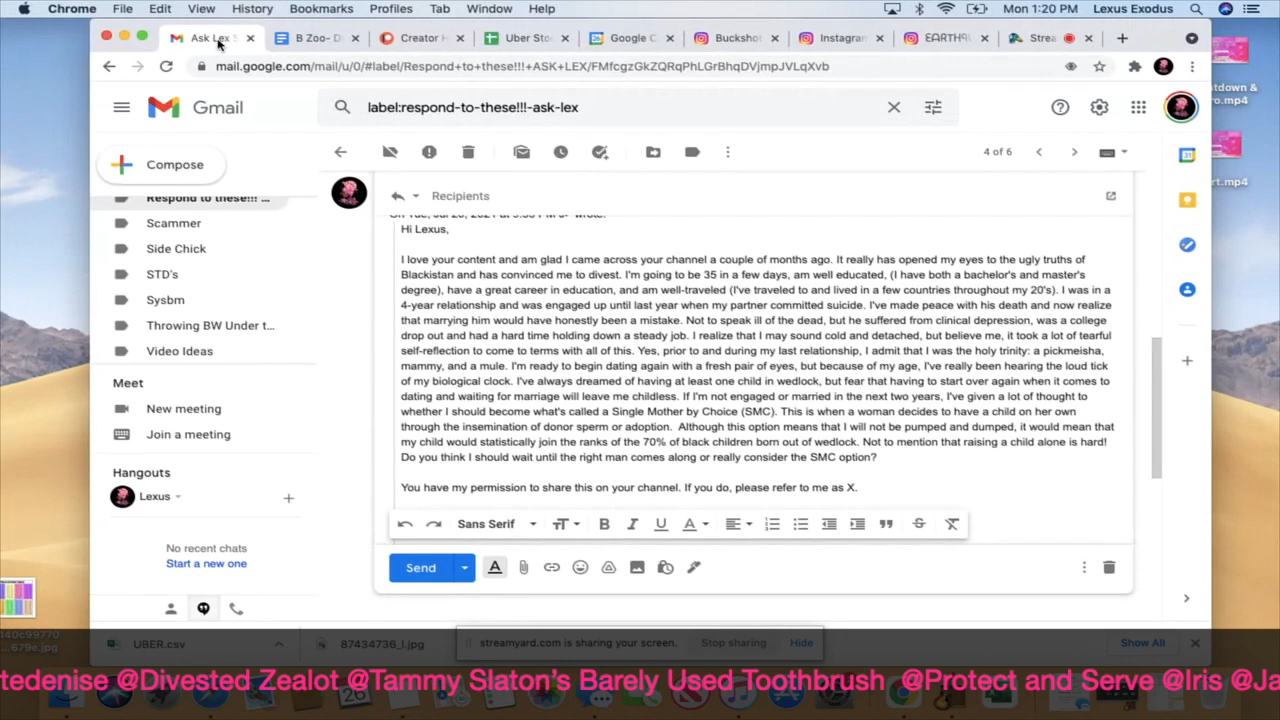 Chrome File Edit View History Bookmarks Profiles Tab Window Help Mon 1:20 PM Lexus Exodus
Ask Lex B Zoo- D Creator Uber Sto Google C Buckshot Instagram Strea
mail.google.com/mail/u/0/#label/Respond+to+these!!!-ASK+LEX/FMfcgzGkZQRqPhLGrBhqDVjmpJVLqXvb
Gmail
label:respond-to-these!!!-ask-lex
Compose
4 of 6
Respond to these!!! ...
Scammer
Side Chick
STD's
Sysbm
Throwing BW Under t...
Video Ideas
Meet
New meeting
Join a meeting
Hangouts
Lexus
No recent chats
Start a new one
Recipients
wrote:
Hi Lexus,
I love your content and am glad I came across your channel a couple of months ago. It really has opened my eyes to the ugly truths of
Blackistan and has convinced me to divest. I'm going to be 35 in a few days, am well educated, (I have both a bachelor's and master's
degree), have a great career in education, and am well-traveled (I've traveled to and lived in a few countries throughout my 20's). I was in a
4-year relationship and was engaged up until last year when my partner committed suicide. I've made peace with his death and now realize
that marrying him would have honestly been a mistake. Not to speak ill of the dead, but he suffered from clinical depression, was a college
drop out and had a hard time holding down a steady job. I realize that I may sound cold and detached, but believe me, it took a lot of tearful
self-reflection to come to terms with all of this. Yes, prior to and during my last relationship, I admit that I was the holy trinity: a pickmeisha,
mammy, and a mule. I'm ready to begin dating again with a fresh pair of eyes, but because of my age, I've really been hearing the loud tick
of my biological clock. I've always dreamed of having at least one child in wedlock, but fear that having to start over again when it comes to
dating and waiting for marriage will leave me childless. If I'm not engaged or married in the next two years, I've given a lot of thought to
whether I should become what's called a Single Mother by Choice (SMC). This is when a woman decides to have a child on her own
through the insemination of donor sperm or adoption. Although this option means that I will not be pumped and dumped, it would mean that
my child would statistically join the ranks of the 70% of black children born out of wedlock. Not to mention that raising a child alone is hard!
Do you think I should wait until the right man comes along or really consider the SMC option?
You have my permission to share this on your channel. If you do, please refer to me as X.
Sans Serif
Send
UBER.csv
87434736_l.jpg
streamyard.com is sharing your screen. Stop sharing Hide
Show All
tedenise @Divested Zealot @Tammy Slaton's Barely Used Toothbrush @Protect and Serve @Iris @Ja